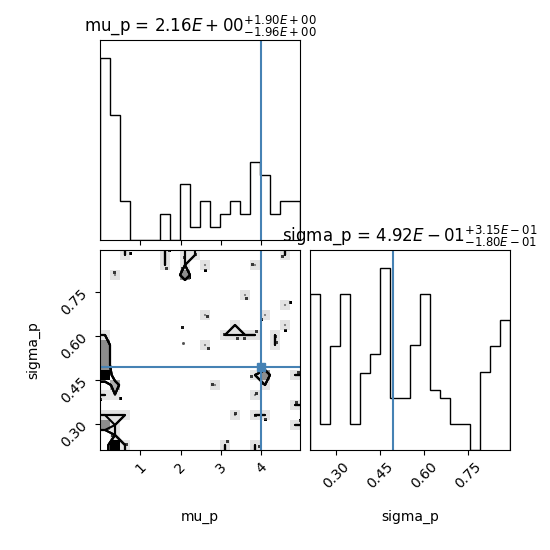 mu_p = 2.16E + 00+1.90E+00−1.96E+00
sigma_p = 4.92E − 01+3.15E−01−1.80E−01
0.75
0.60
0.45
0.30
sigma_p
1 2 3 4
0.30 0.45 0.60 0.75
mu_p sigma_p